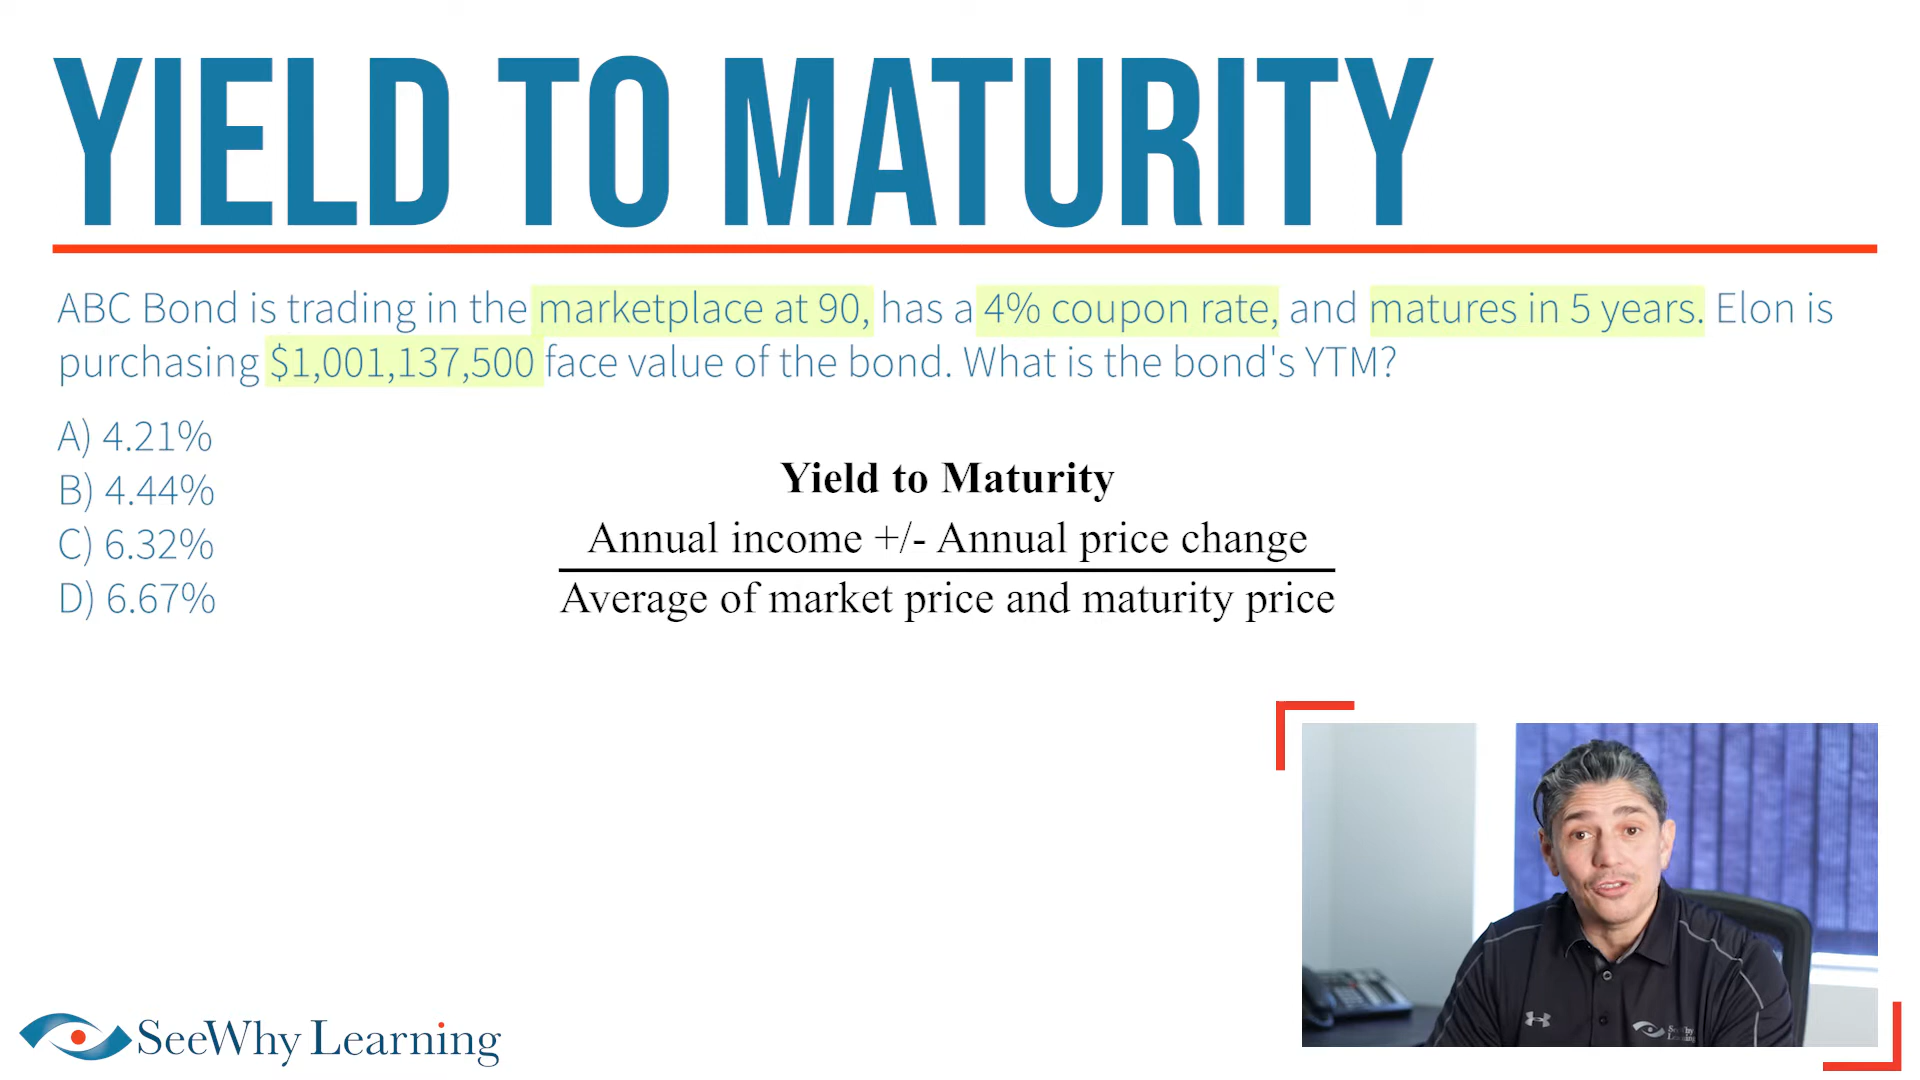 YIELD TO MATURITY
ABC Bond is trading in the marketplace at 90, has a 4% coupon rate, and matures in 5 years. Elon is
purchasing $1,001,137,500 face value of the bond. What is the bond's YTM?
A) 4.21%
B) 4.44%
C) 6.32%
D) 6.67%
Yield to Maturity
Annual income +/- Annual price change
Average of market price and maturity price
SeeWhy Learning
SeeWhy
Learning